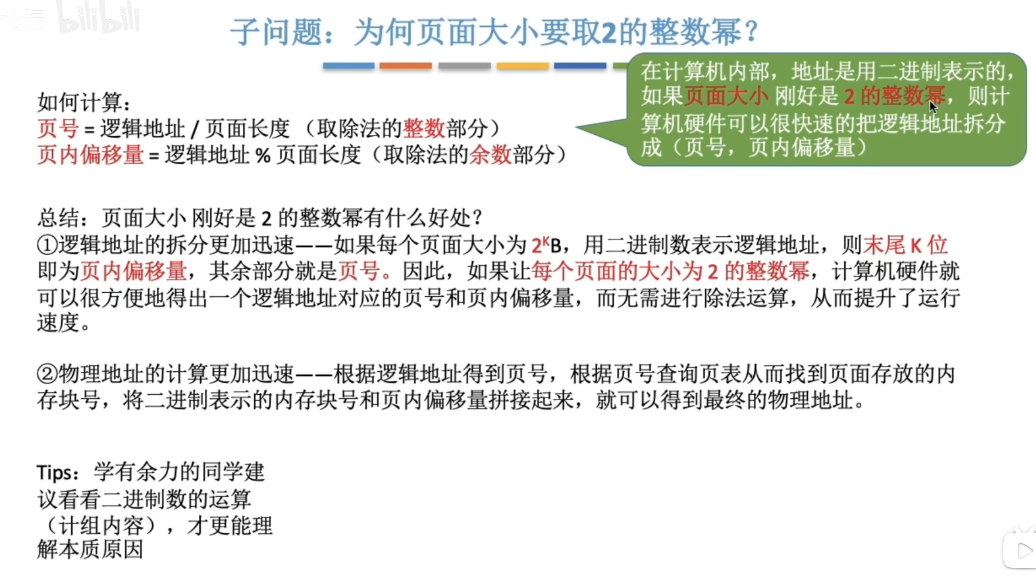 bilibili
子问题：为何页面大小要取2的整数幂？
在计算机内部，地址是用二进制表示的，
如果页面大小 刚好是 2 的整数幂，则计
算机硬件可以很快速的把逻辑地址拆分
成（页号，页内偏移量）
如何计算：
页号 = 逻辑地址 / 页面长度 （取除法的整数部分）
页内偏移量 = 逻辑地址 % 页面长度（取除法的余数部分）
总结：页面大小 刚好是 2 的整数幂有什么好处？
①逻辑地址的拆分更加迅速——如果每个页面大小为 2ᴷB，用二进制数表示逻辑地址，则末尾 K 位
即为页内偏移量，其余部分就是页号。因此，如果让每个页面的大小为 2 的整数幂，计算机硬件就
可以很方便地得出一个逻辑地址对应的页号和页内偏移量，而无需进行除法运算，从而提升了运行
速度。
②物理地址的计算更加迅速——根据逻辑地址得到页号，根据页号查询页表从而找到页面存放的内
存块号，将二进制表示的内存块号和页内偏移量拼接起来，就可以得到最终的物理地址。
Tips：学有余力的同学建
议看看二进制数的运算
（计组内容），才更能理
解本质原因